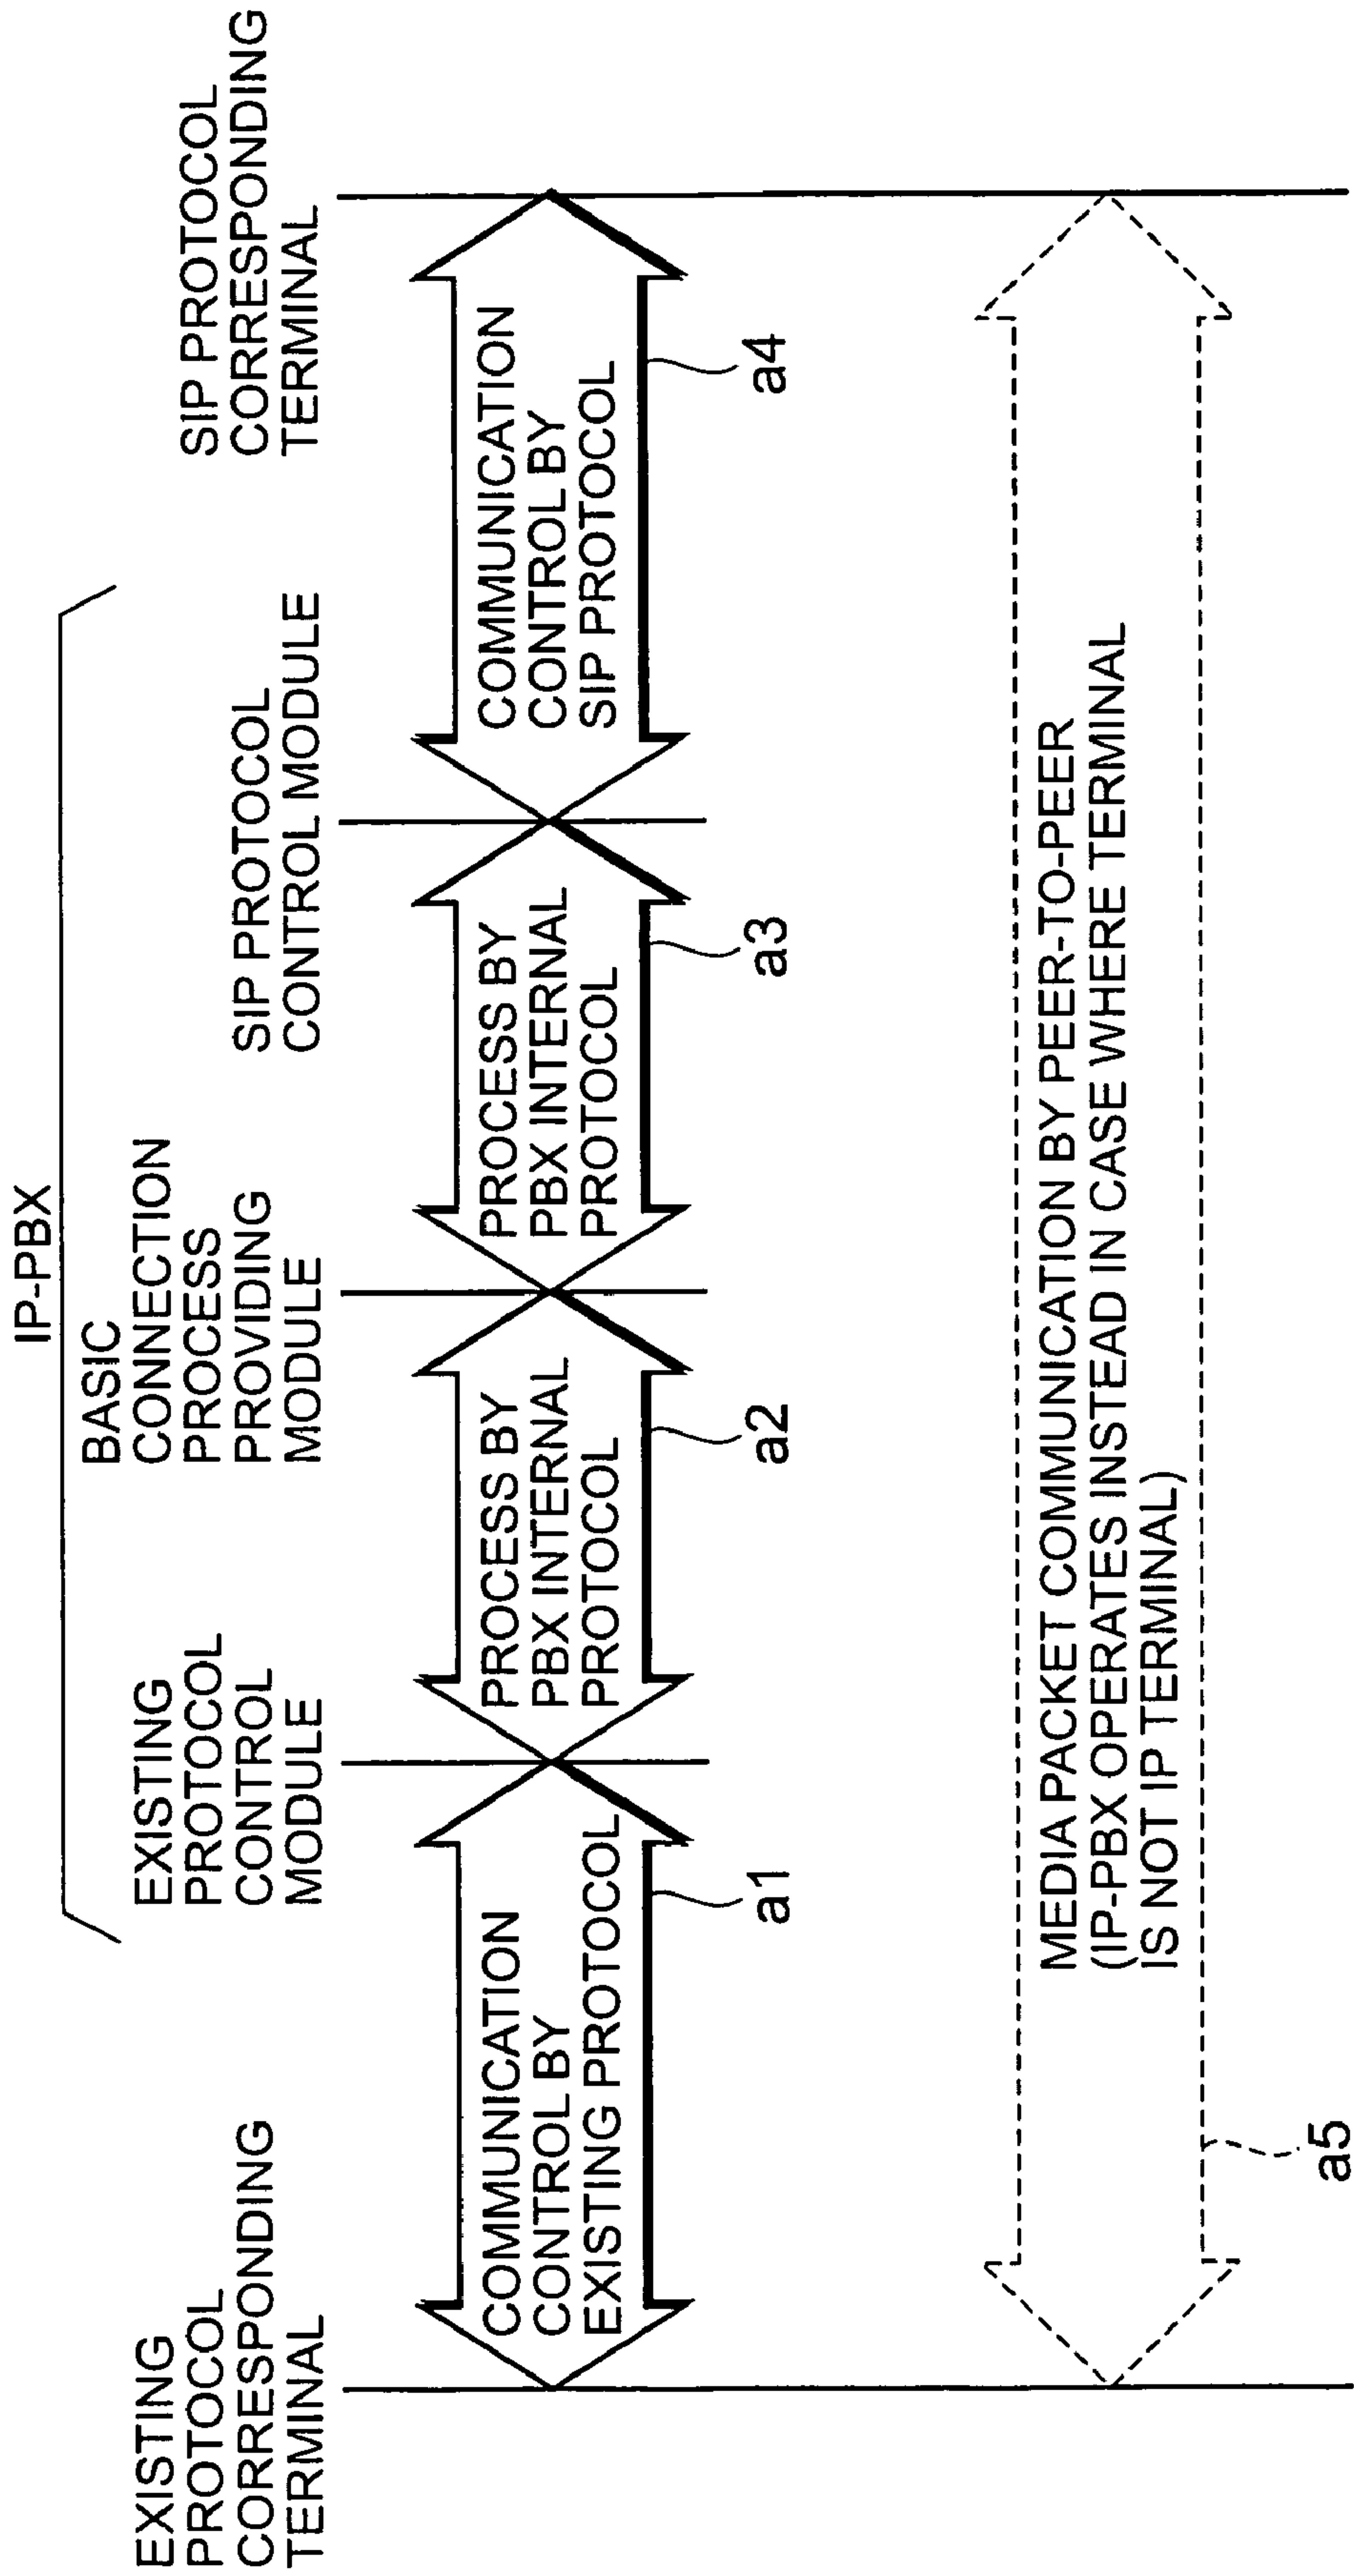 IP-PBX
EXISTING
PROTOCOL
CORRESPONDING
TERMINAL
EXISTING
PROTOCOL
CONTROL
MODULE
BASIC
CONNECTION
PROCESS
PROVIDING
MODULE
SIP PROTOCOL
CONTROL MODULE
SIP PROTOCOL
CORRESPONDING
TERMINAL
COMMUNICATION
CONTROL BY
EXISTING PROTOCOL
a1
PROCESS BY
PBX INTERNAL
PROTOCOL
a2
PROCESS BY
PBX INTERNAL
PROTOCOL
a3
COMMUNICATION
CONTROL BY
SIP PROTOCOL
a4
MEDIA PACKET COMMUNICATION BY PEER-TO-PEER
(IP-PBX OPERATES INSTEAD IN CASE WHERE TERMINAL
IS NOT IP TERMINAL)
a5